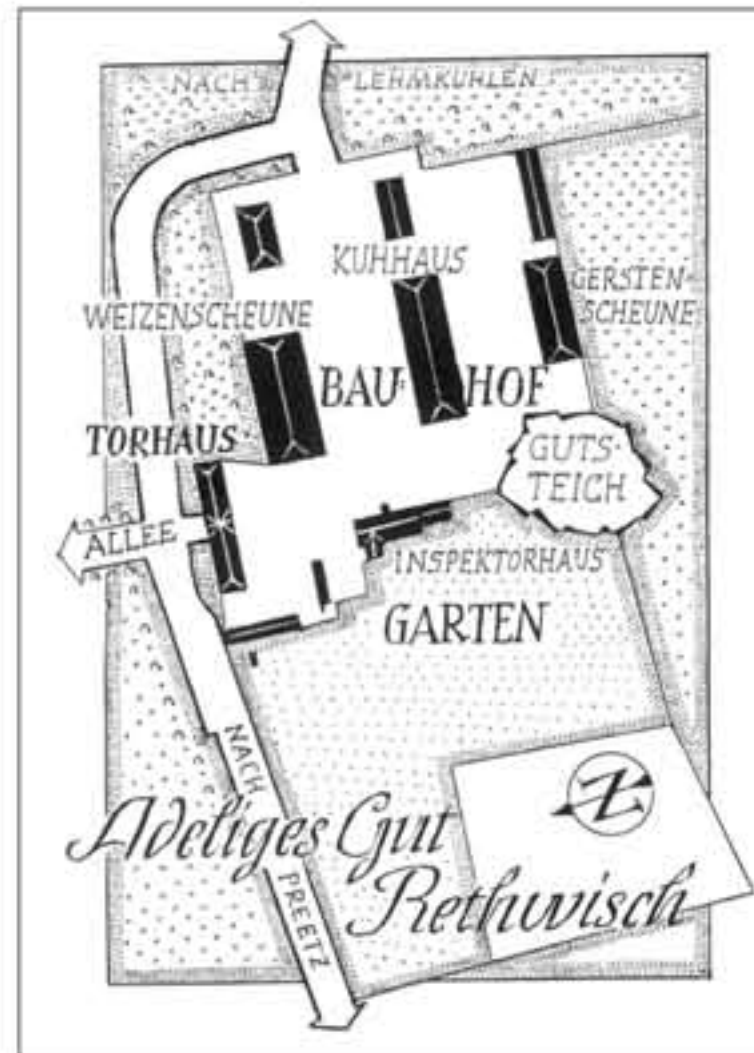 NACH LEHMKUHLEN
KUHHAUS
GERSTEN-
SCHEUNE
WEIZENSCHEUNE
BAU- HOF
TORHAUS
GUTS-
TEICH
ALLEE
INSPEKTORHAUS
GARTEN
N
NACH PREETZ
Adeliges Gut
Rethwisch